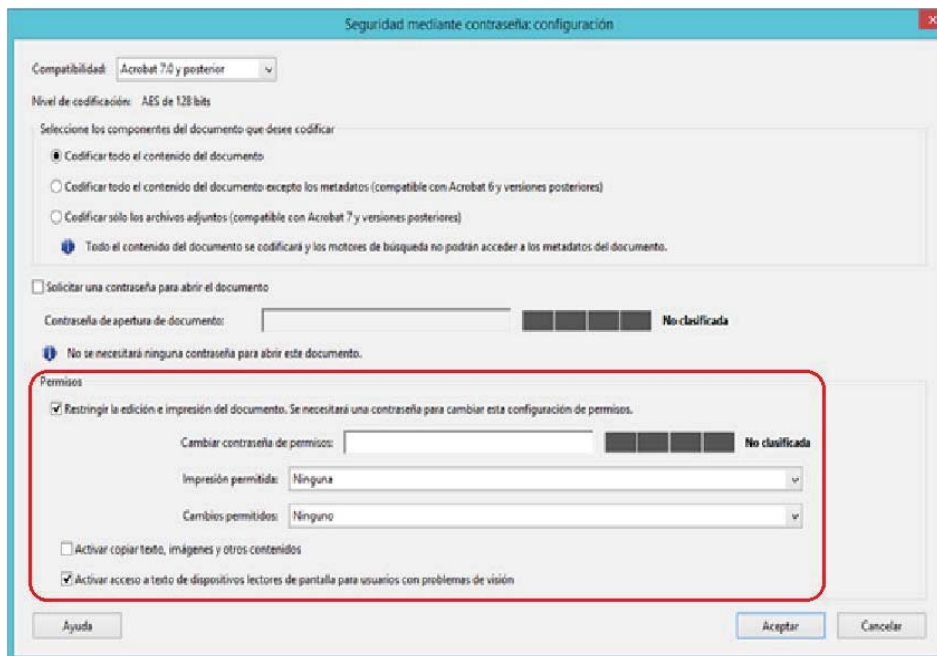 Seguridad mediante contraseña: configuración
x
Compatibilidad: Acrobat 7.0 y posterior
Nivel de codificación: AES de 128 bits
Seleccione los componentes del documento que desee codificar
Codificar todo el contenido del documento
Codificar todo el contenido del documento excepto los metadatos (compatible con Acrobat 6 y versiones posteriores)
Codificar sólo los archivos adjuntos (compatible con Acrobat 7 y versiones posteriores)
Todo el contenido del documento se codificará y los motores de búsqueda no podrán acceder a los metadatos del documento.
Solicitar una contraseña para abrir el documento
Contraseña de apertura de documento: No clasificada
No se necesitará ninguna contraseña para abrir este documento.
Permisos
Restringir la edición e impresión del documento. Se necesitará una contraseña para cambiar esta configuración de permisos.
Cambiar contraseña de permisos: No clasificada
Impresión permitida: Ninguna
Cambios permitidos: Ninguno
Activar copiar texto, imágenes y otros contenidos
Activar acceso a texto de dispositivos lectores de pantalla para usuarios con problemas de visión
Ayuda Aceptar Cancelar